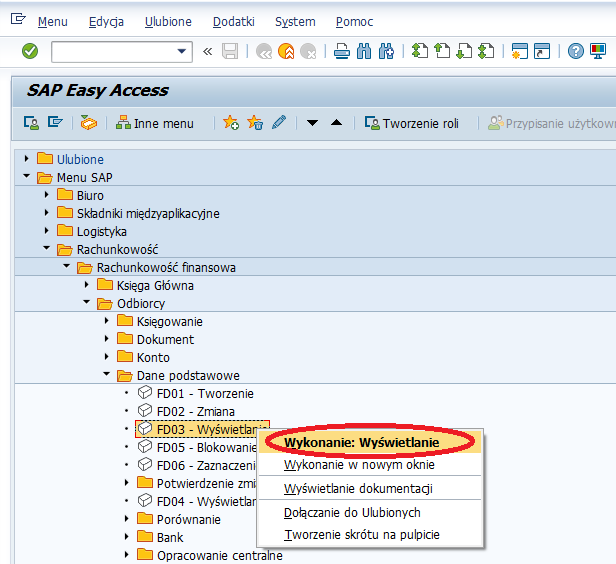 Menu Edycja Ulubione Dodatki System Pomoc
SAP Easy Access
Inne menu Tworzenie roli Przypisanie użytkown
Ulubione
Menu SAP
Biuro
Składniki międzyaplikacyjne
Logistyka
Rachunkowość
Rachunkowość finansowa
Księga Główna
Odbiorcy
Księgowanie
Dokument
Konto
Dane podstawowe
FD01 - Tworzenie
FD02 - Zmiana
FD03 - Wyświetlanie
Wykonanie: Wyświetlanie
FD05 - Blokowanie
Wykonanie w nowym oknie
FD06 - Zaznaczeni
Potwierdzenie zmi
Wyświetlanie dokumentacji
FD04 - Wyświetlan
Dołączanie do Ulubionych
Porównanie
Bank
Tworzenie skrótu na pulpicie
Opracowanie centralne